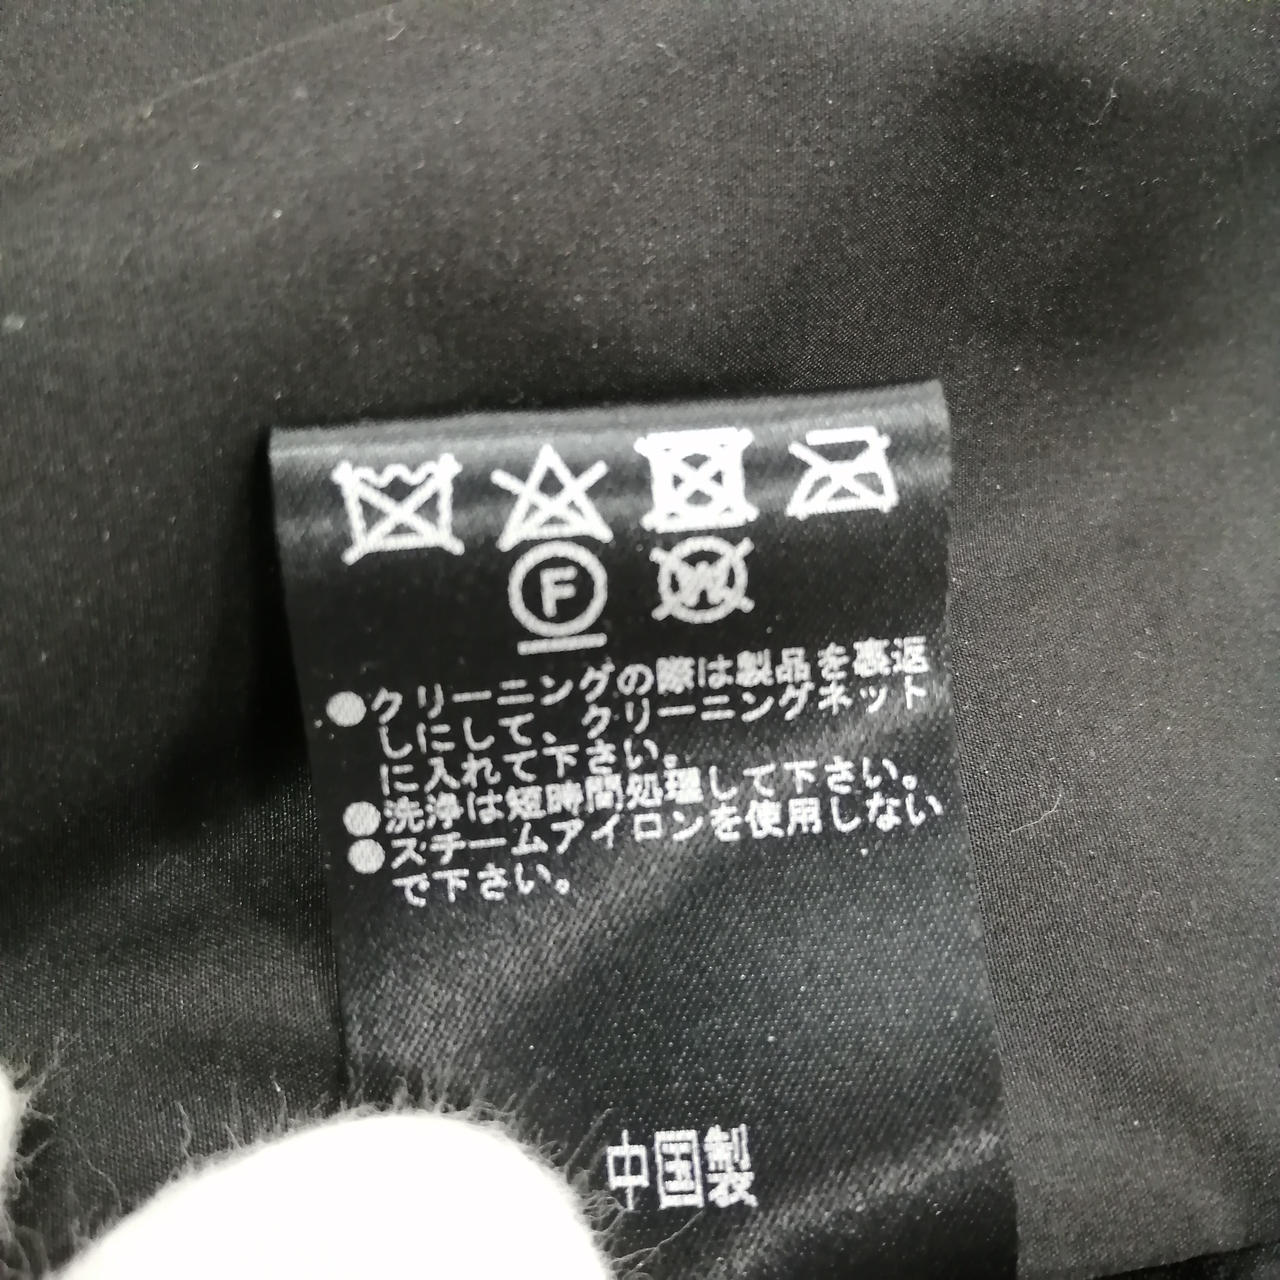 F W
●クリーニングの際は製品を裏返
しにして、クリーニングネット
に入れて下さい。
●洗浄は短時間処理して下さい。
●スチームアイロンを使用しない
で下さい。
中国製